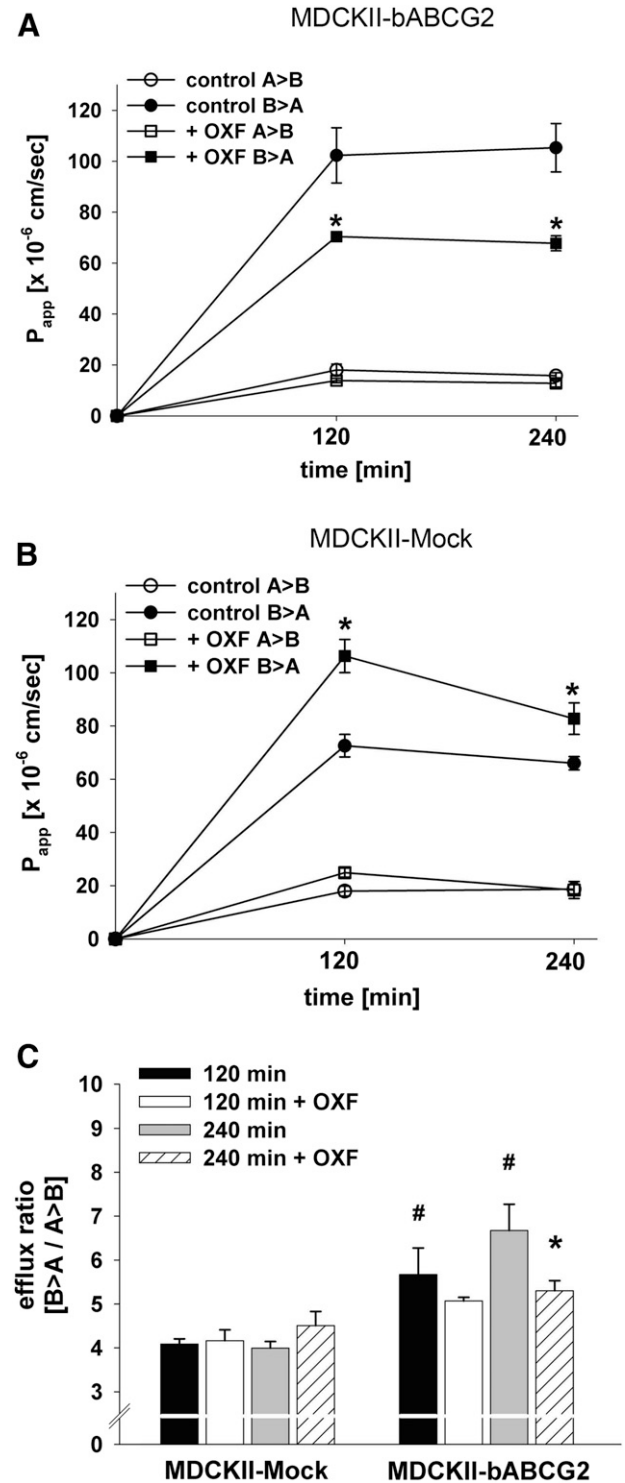 A
MDCKII-bABCG2
control A>B
control B>A
+ OXF A>B
+ OXF B>A
120
100
80
60
40
20
0
Papp [x 10-6 cm/sec]
*
*
120
240
time [min]
B
MDCKII-Mock
control A>B
control B>A
+ OXF A>B
+ OXF B>A
120
100
80
60
40
20
0
Papp [x 10-6 cm/sec]
*
*
120
240
time [min]
C
120 min
120 min + OXF
240 min
240 min + OXF
10
9
8
7
6
5
4
3
0
efflux ratio
[B>A / A>B]
#
#
*
MDCKII-Mock
MDCKII-bABCG2